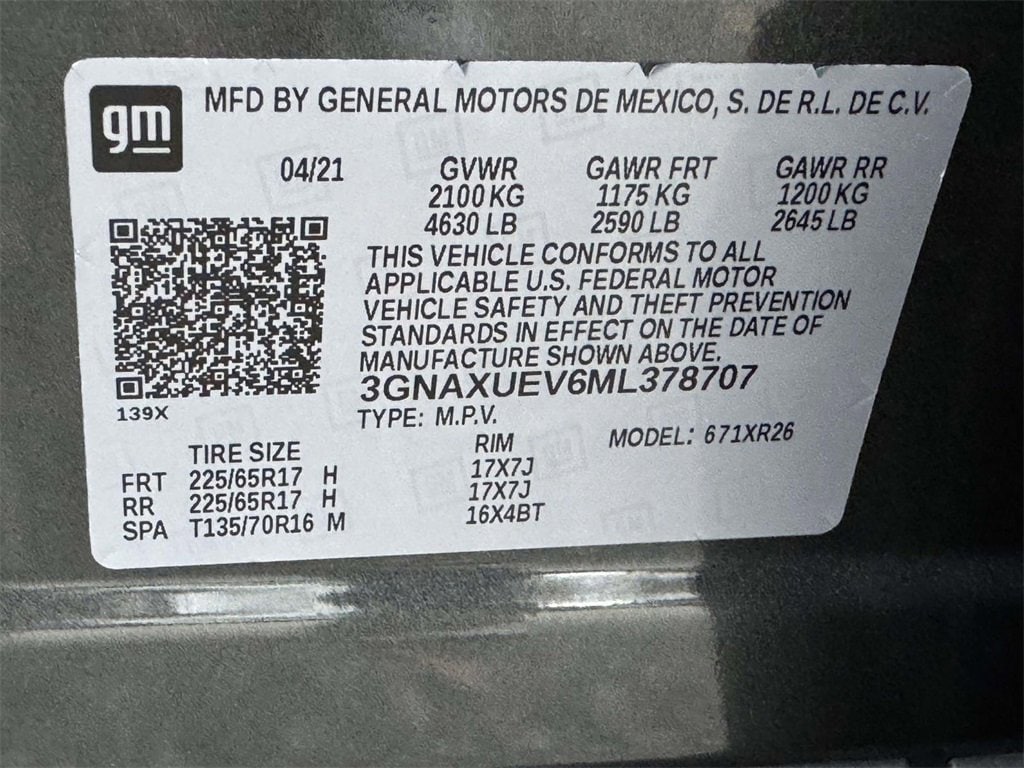 gm
MFD BY GENERAL MOTORS DE MEXICO, S. DE R.L. DE C.V.
04/21 GVWR GAWR FRT GAWR RR
2100 KG 1175 KG 1200 KG
4630 LB 2590 LB 2645 LB
THIS VEHICLE CONFORMS TO ALL
APPLICABLE U.S. FEDERAL MOTOR
VEHICLE SAFETY AND THEFT PREVENTION
STANDARDS IN EFFECT ON THE DATE OF
MANUFACTURE SHOWN ABOVE.
3GNAXUEV6ML378707
139X
TYPE: M.P.V.
MODEL: 671XR26
TIRE SIZE RIM
FRT 225/65R17 H 17X7J
RR 225/65R17 H 17X7J
SPA T135/70R16 M 16X4BT